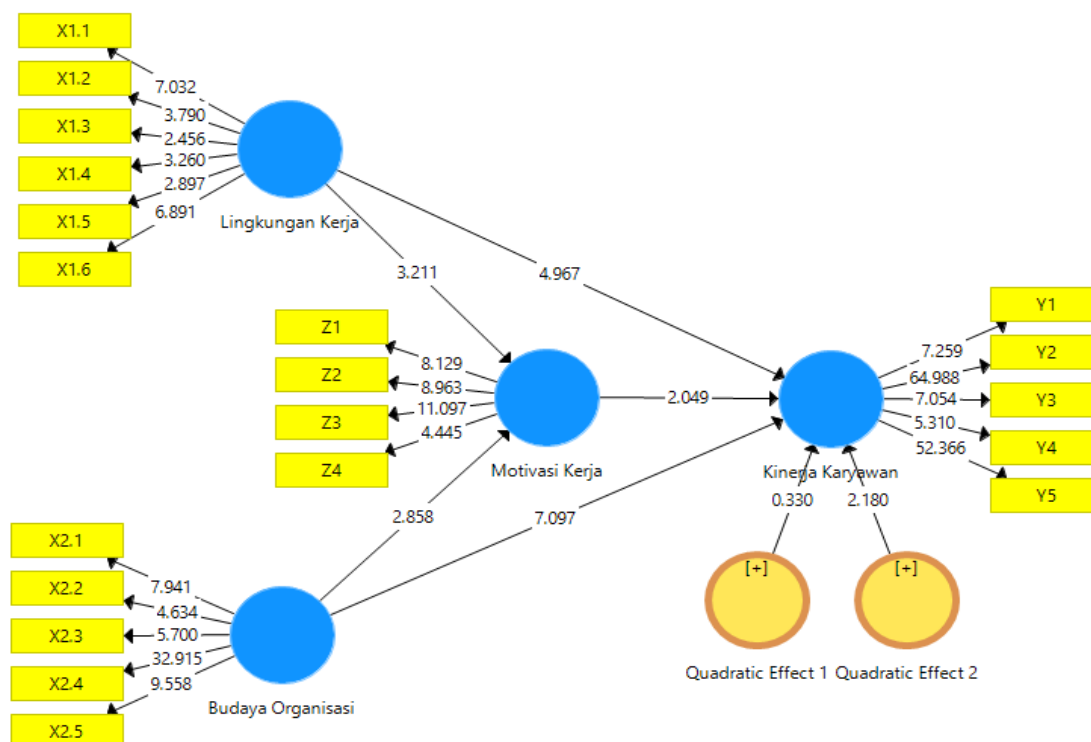 X1.1
X1.2
X1.3
X1.4
X1.5
X1.6
7.032
3.790
2.456
3.260
2.897
6.891
Lingkungan Kerja
3.211
4.967
Z1
Z2
Z3
Z4
8.129
8.963
11.097
4.445
Motivasi Kerja
2.049
Y1
Y2
Y3
Y4
Y5
7.259
64.988
7.054
5.310
52.366
Kinerja Karyawan
2.858
7.097
0.330
2.180
[+]
[+]
Quadratic Effect 1
Quadratic Effect 2
X2.1
X2.2
X2.3
X2.4
X2.5
7.941
4.634
5.700
32.915
9.558
Budaya Organisasi